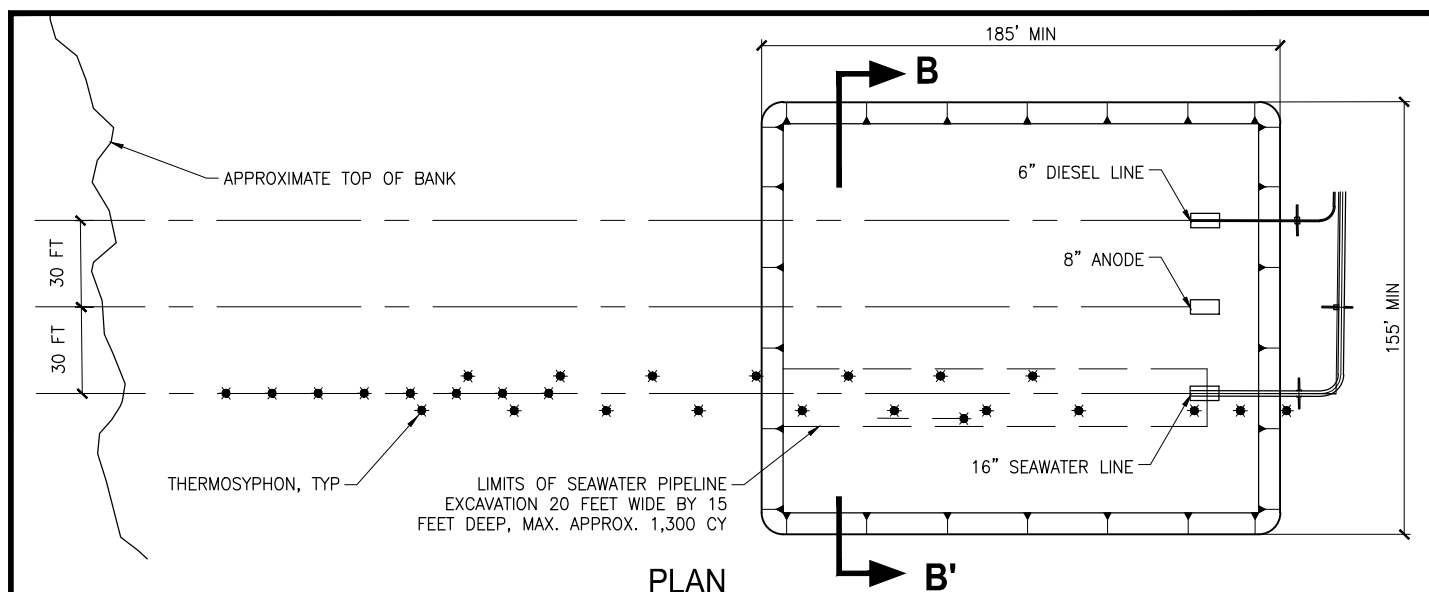 185' MIN
B
APPROXIMATE TOP OF BANK
6” DIESEL LINE
30 FT
8” ANODE
155' MIN
30 FT
THERMOSYPHON, TYP
LIMITS OF SEAWATER PIPELINE
EXCAVATION 20 FEET WIDE BY 15
FEET DEEP, MAX. APPROX. 1,300 CY
16” SEAWATER LINE
PLAN
B'